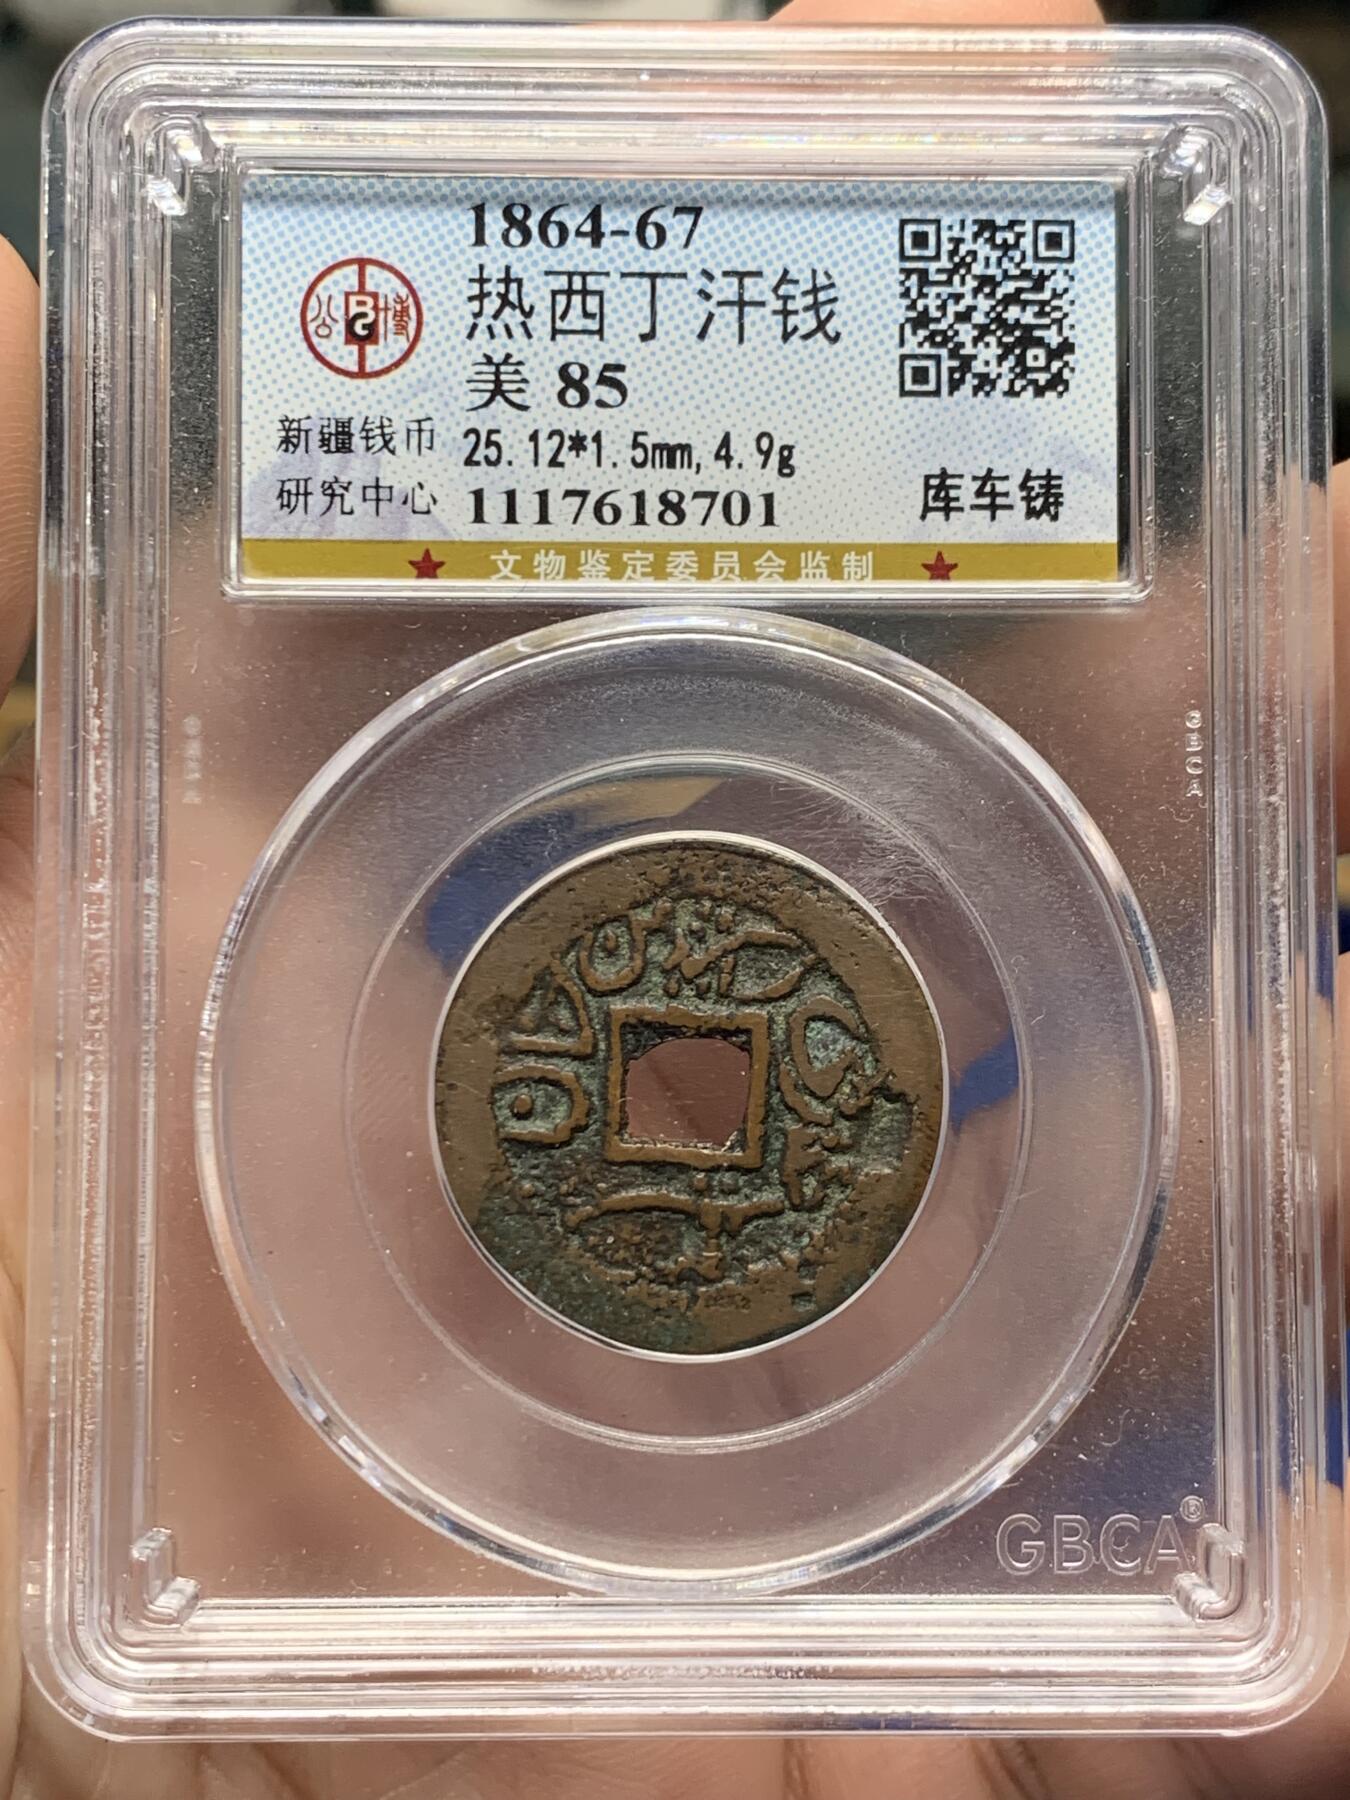 1864-67
热西丁汗钱
美 85
25.12*1.5mm,4.9g
1117618701
公博
新疆钱币
研究中心
库车铸
★ 文物鉴定委员会监制 ★
GBCA
GBCA®